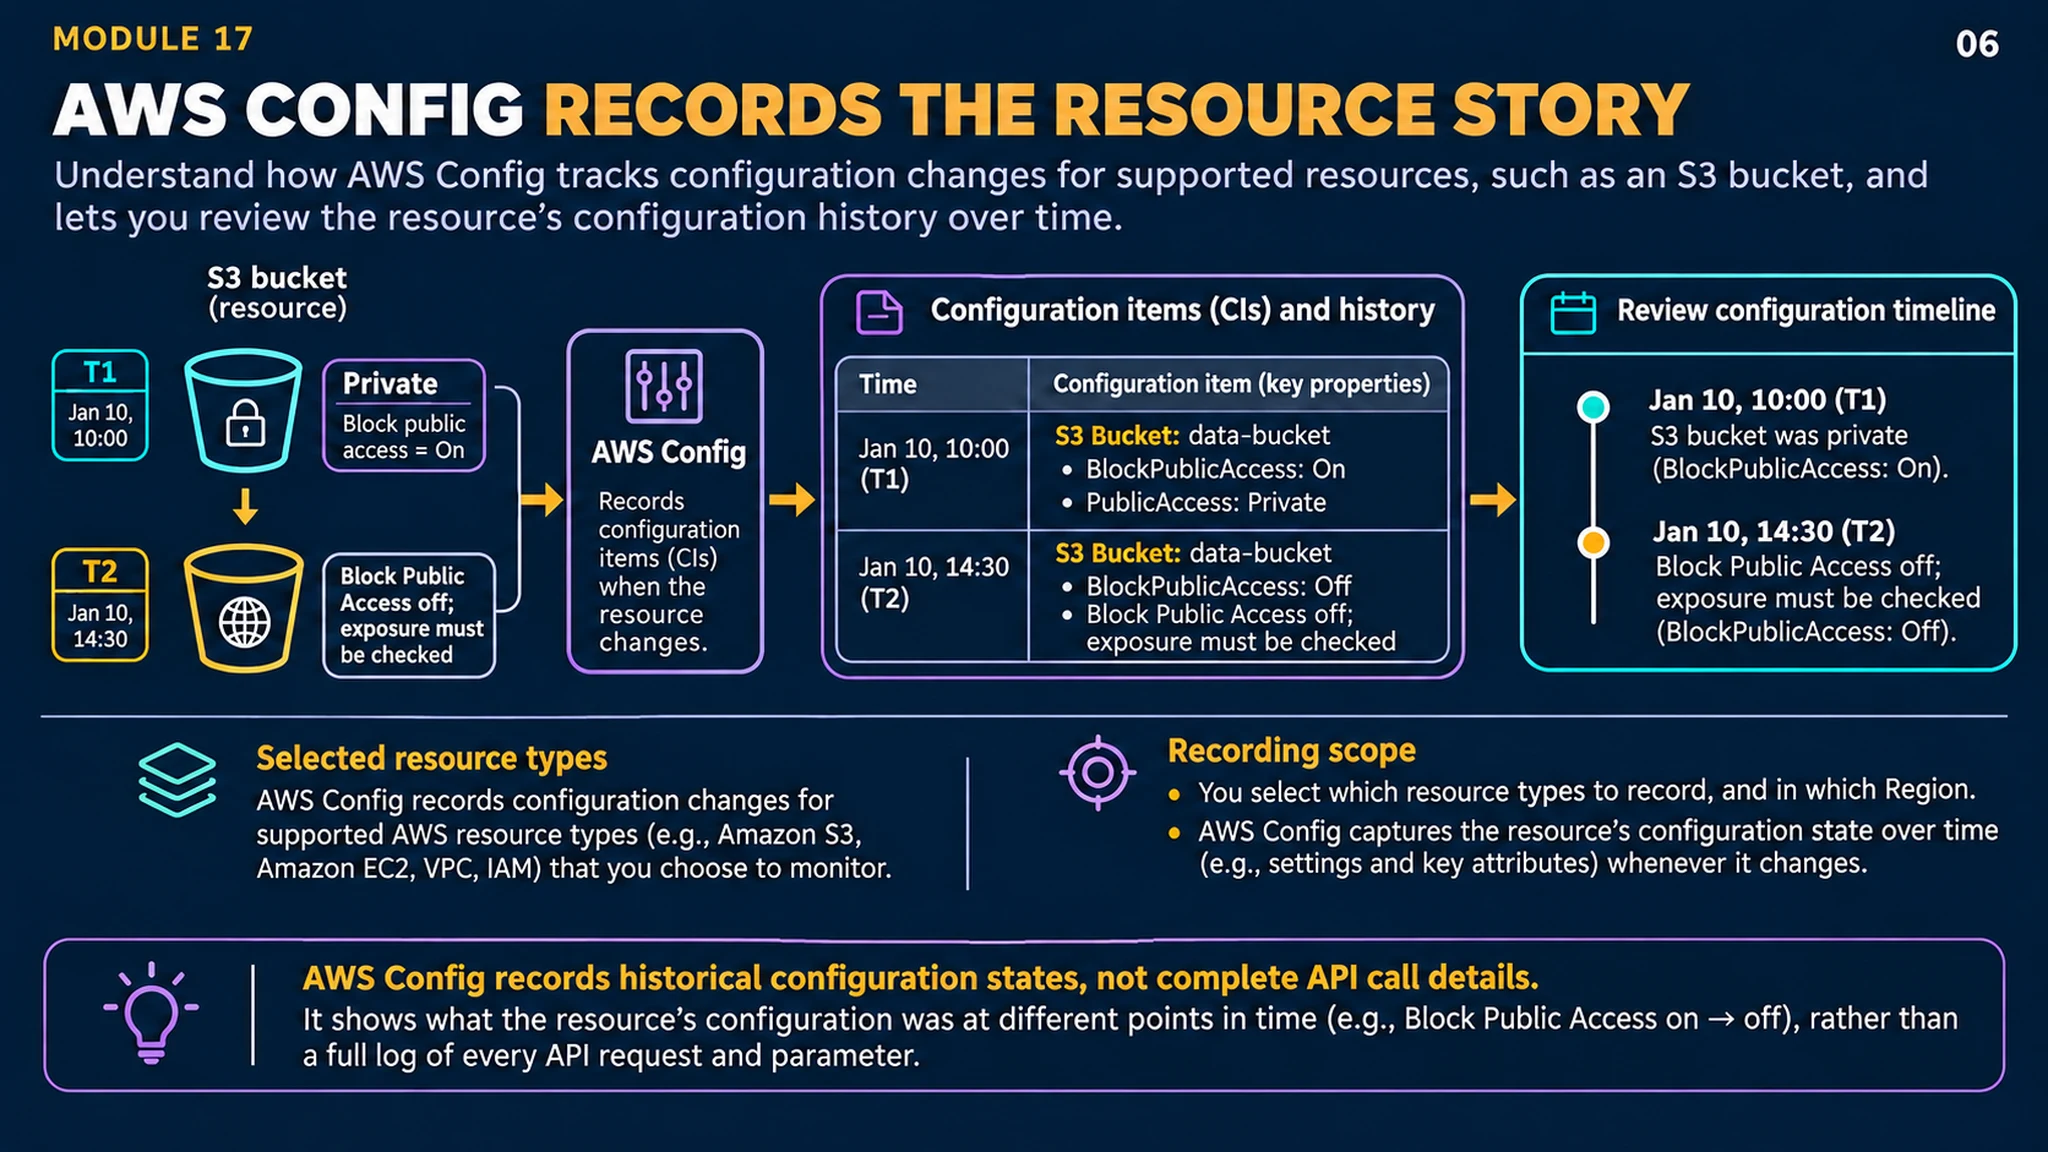 MODULE 17
06
AWS CONFIG RECORDS THE RESOURCE STORY
Understand how AWS Config tracks configuration changes for supported resources, such as an S3 bucket, and
lets you review the resource's configuration history over time.
S3 bucket
(resource)
T1
Jan 10,
10:00
Private
Block public
access = On
T2
Jan 10,
14:30
Block Public
Access off;
exposure must
be checked
AWS Config
Records
configuration
items (CIs)
when the
resource
changes.
Configuration items (CIs) and history
Time
Configuration item (key properties)
Jan 10, 10:00
(T1)
S3 Bucket: data-bucket
• BlockPublicAccess: On
• PublicAccess: Private
Jan 10, 14:30
(T2)
S3 Bucket: data-bucket
• BlockPublicAccess: Off
• Block Public Access off;
exposure must be checked
Review configuration timeline
Jan 10, 10:00 (T1)
S3 bucket was private
(BlockPublicAccess: On).
Jan 10, 14:30 (T2)
Block Public Access off;
exposure must be checked
(BlockPublicAccess: Off).
Selected resource types
AWS Config records configuration changes for
supported AWS resource types (e.g., Amazon S3,
Amazon EC2, VPC, IAM) that you choose to monitor.
Recording scope
• You select which resource types to record, and in which Region.
• AWS Config captures the resource's configuration state over time
(e.g., settings and key attributes) whenever it changes.
AWS Config records historical configuration states, not complete API call details.
It shows what the resource's configuration was at different points in time (e.g., Block Public Access on → off), rather than
a full log of every API request and parameter.